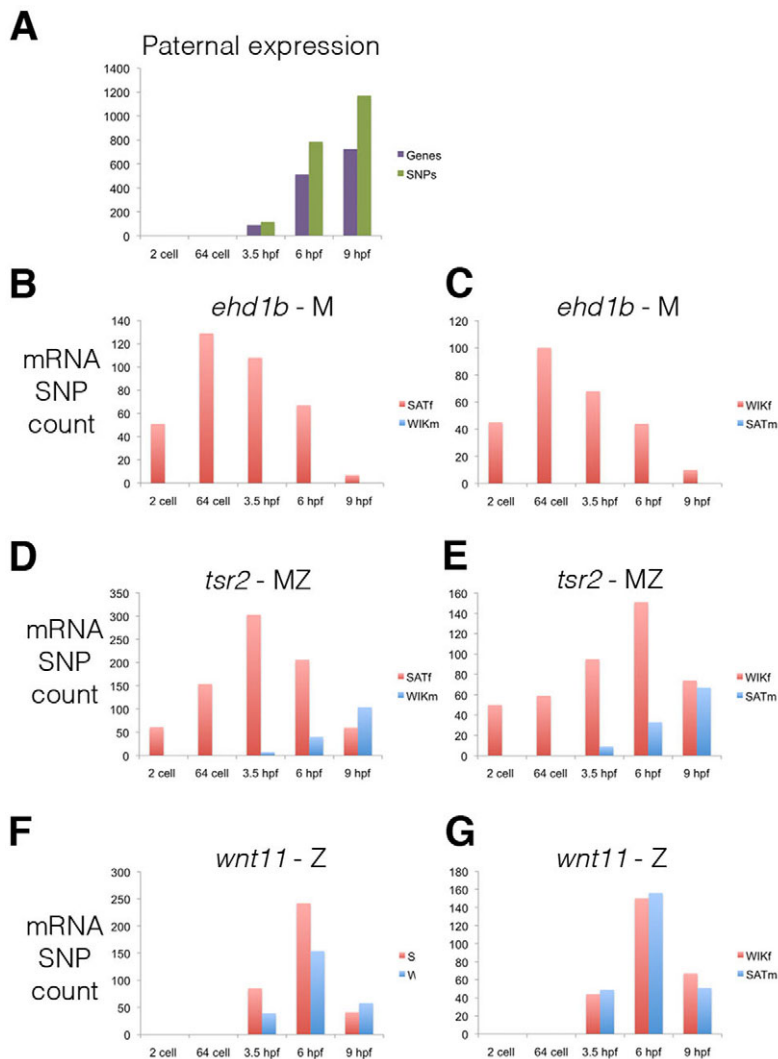 A
Paternal expression
1400
1200
1000
800
600
400
200
0
2 cell 64 cell 3.5 hpf 6 hpf 9 hpf
Genes
SNPs
B
ehd1b - M
mRNA
SNP
count
140
120
100
80
60
40
20
0
2 cell 64 cell 3.5 hpf 6 hpf 9 hpf
SATf
WIKm
C
ehd1b - M
120
100
80
60
40
20
0
2 cell 64 cell 3.5 hpf 6 hpf 9 hpf
WIKf
SATm
D
tsr2 - MZ
mRNA
SNP
count
350
300
250
200
150
100
50
0
2 cell 64 cell 3.5 hpf 6 hpf 9 hpf
SATf
WIKm
E
tsr2 - MZ
160
140
120
100
80
60
40
20
0
2 cell 64 cell 3.5 hpf 6 hpf 9 hpf
WIKf
SATm
F
wnt11 - Z
mRNA
SNP
count
300
250
200
150
100
50
0
2 cell 64 cell 3.5 hpf 6 hpf 9 hpf
G
wnt11 - Z
180
160
140
120
100
80
60
40
20
0
2 cell 64 cell 3.5 hpf 6 hpf 9 hpf
WIKf
SATm